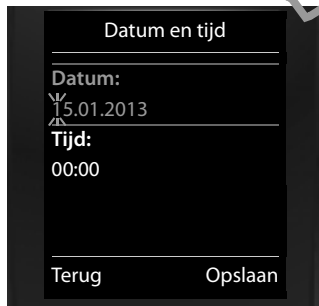 Datum en tijd
Datum:
15.01.2013
Tijd:
00:00
Terug Opslaan